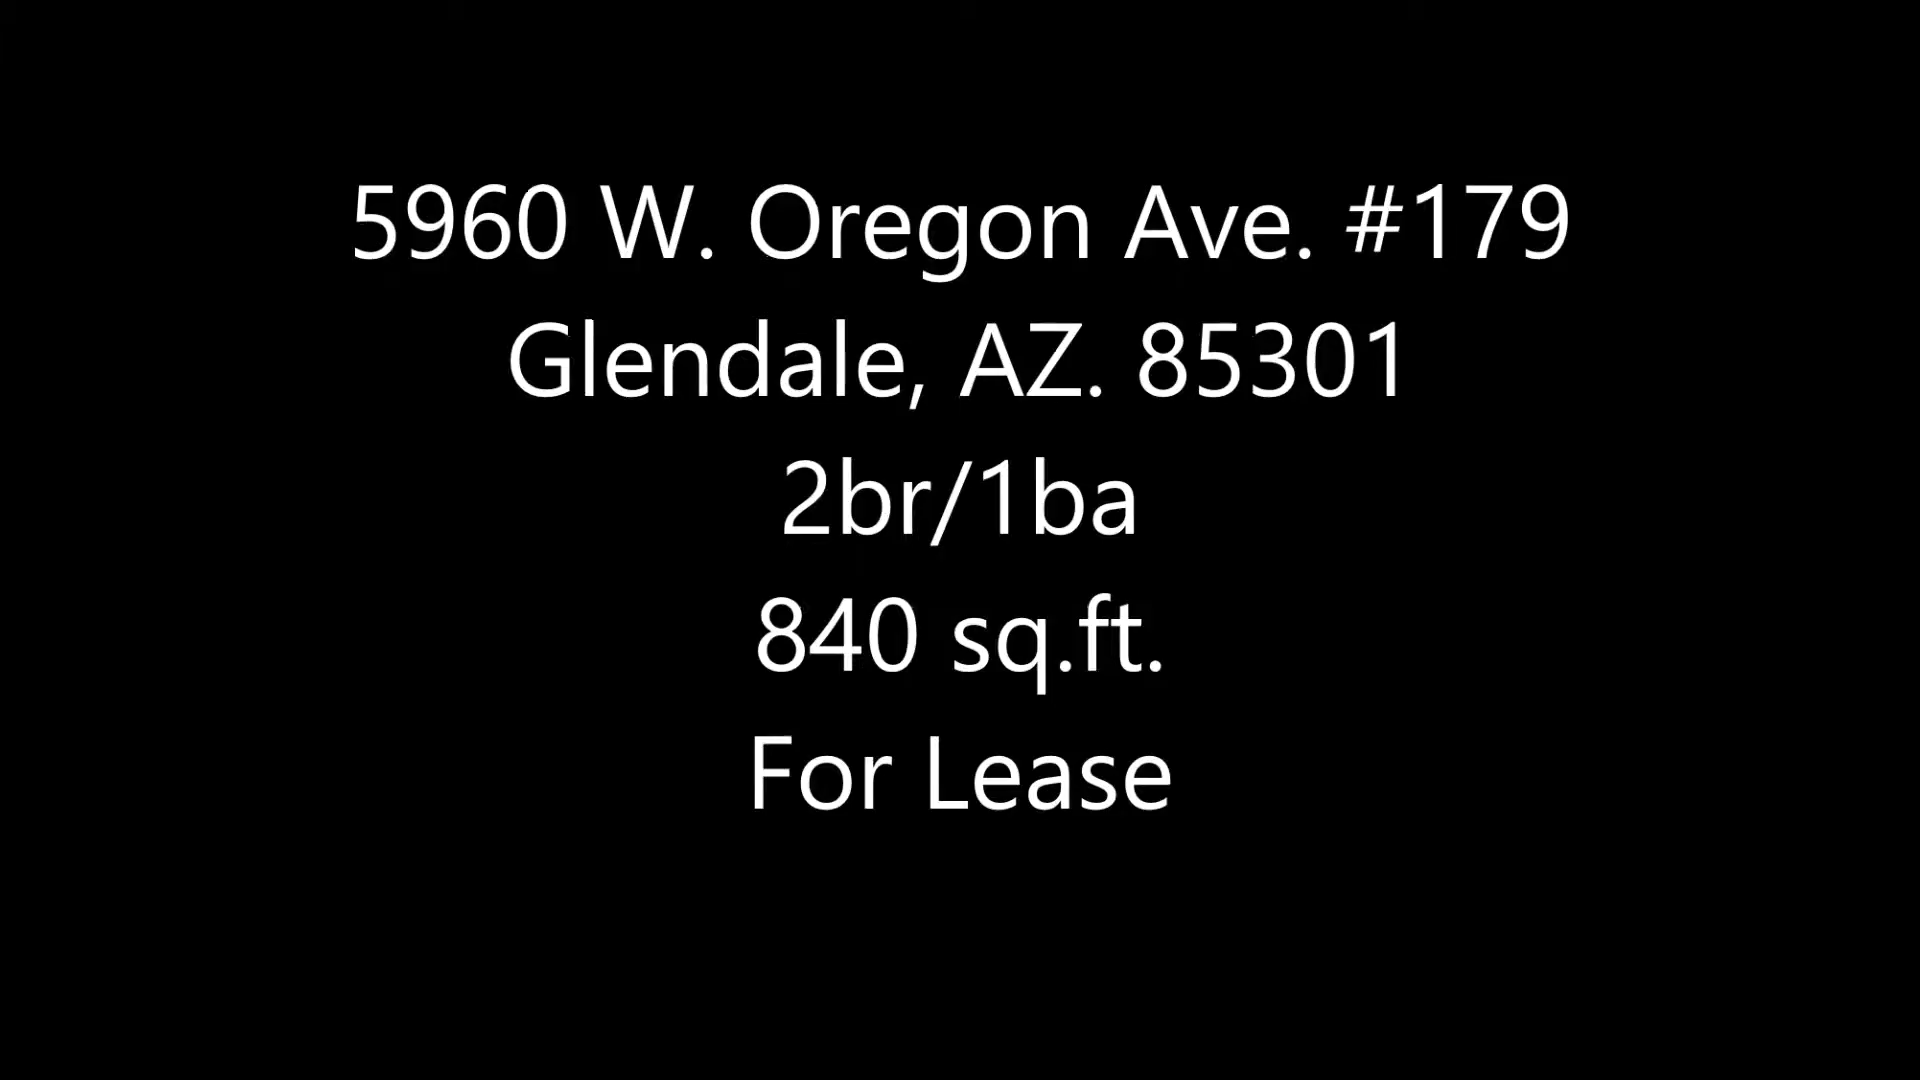 5960 W. Oregon Ave. #179
Glendale, AZ. 85301
2br/1ba
840 sq.ft.
For Lease